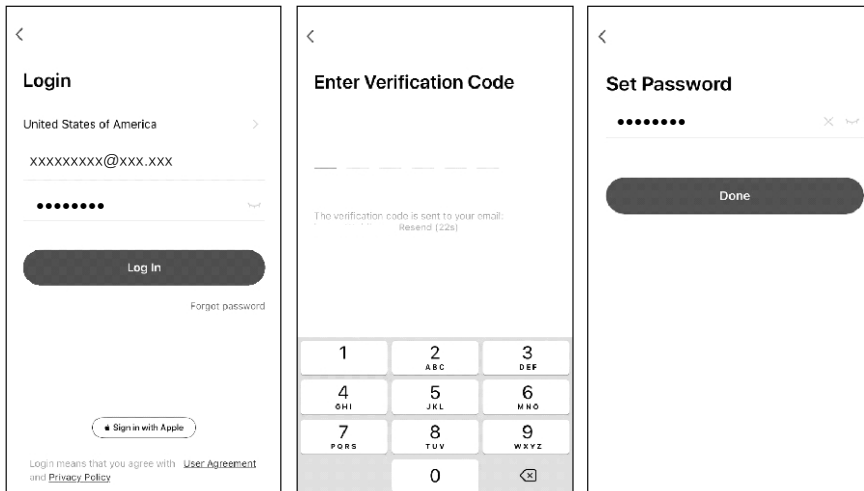 Login
United States of America
xxxxxxxxx@xxx.xxx
••••••••
Log In
Forgot password
Sign in with Apple
Login means that you agree with User Agreement
and Privacy Policy
Enter Verification Code
The verification code is sent to your email:
Resend (22s)
1
2
ABC
3
DEF
4
GHI
5
JKL
6
MNO
7
PQRS
8
TUV
9
WXYZ
0
Set Password
••••••••
Done